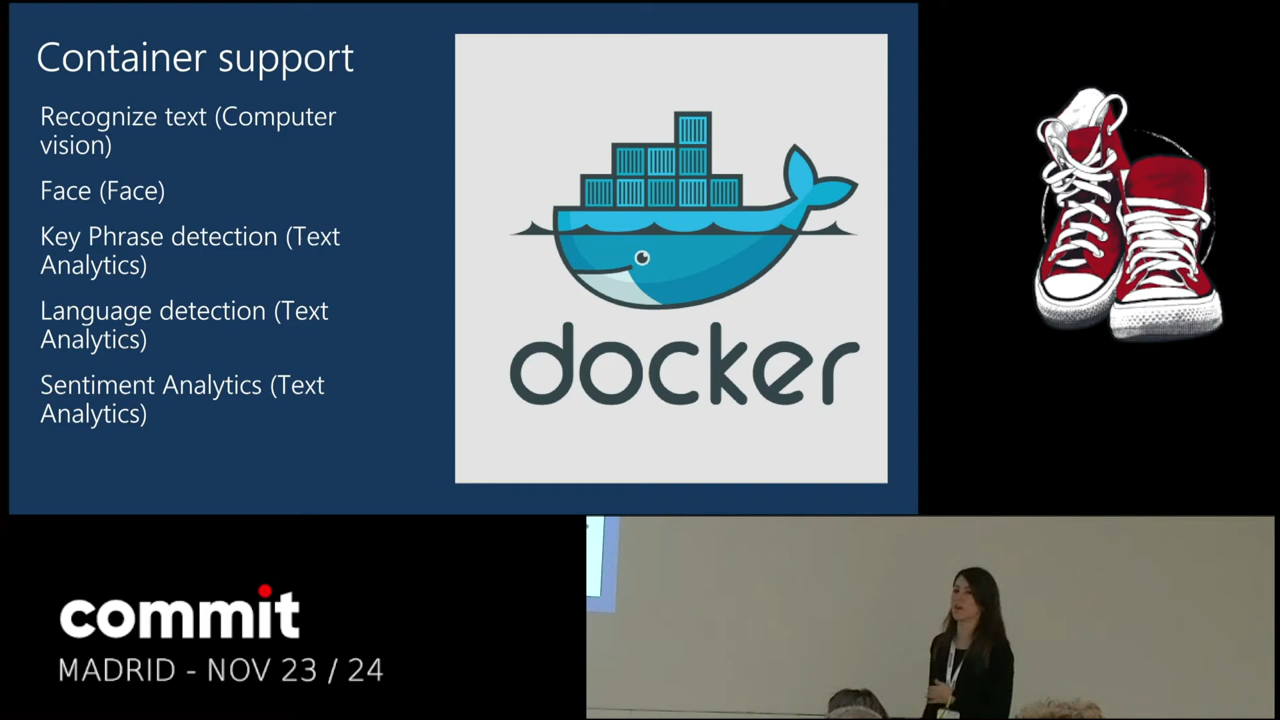 Container support
Recognize text (Computer
vision)
Face (Face)
Key Phrase detection (Text
Analytics)
Language detection (Text
Analytics)
Sentiment Analytics (Text
Analytics)
docker
commit
MADRID - NOV 23 / 24